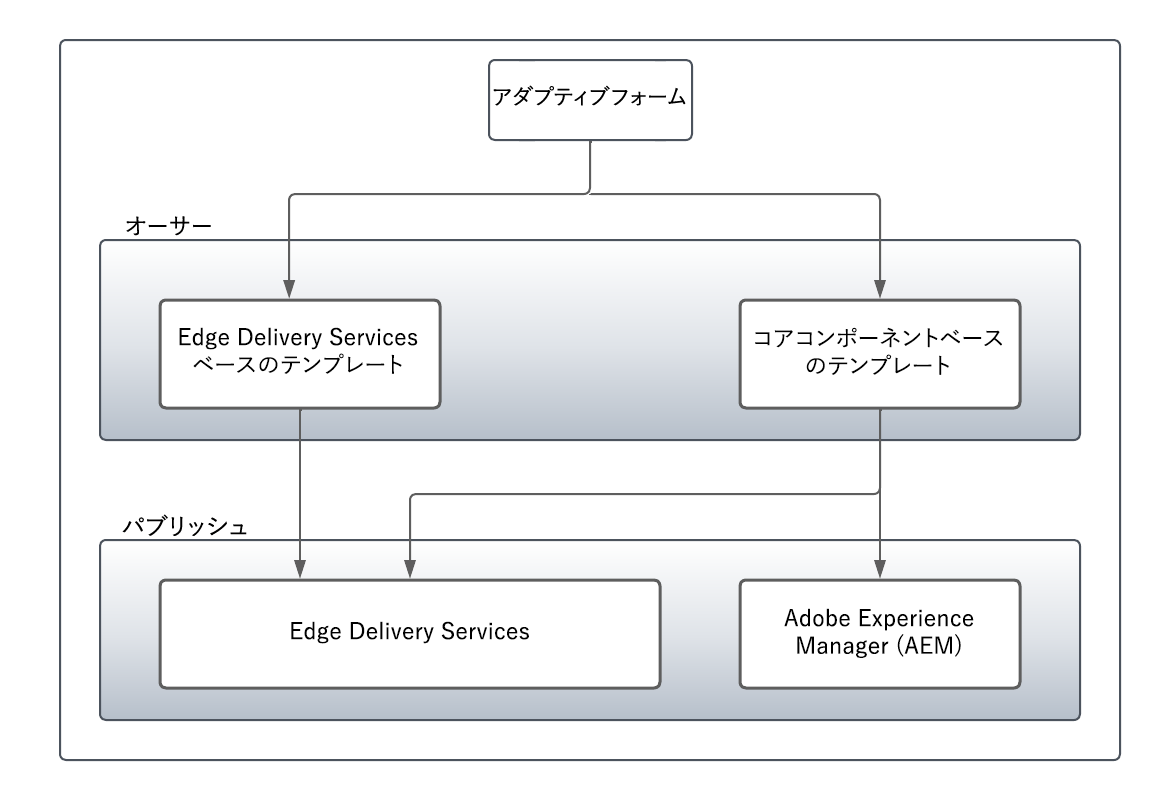 アダプティブフォーム
オーサー
Edge Delivery Services
ベースのテンプレート
コアコンポーネントベース
のテンプレート
パブリッシュ
Edge Delivery Services
Adobe Experience
Manager (AEM)